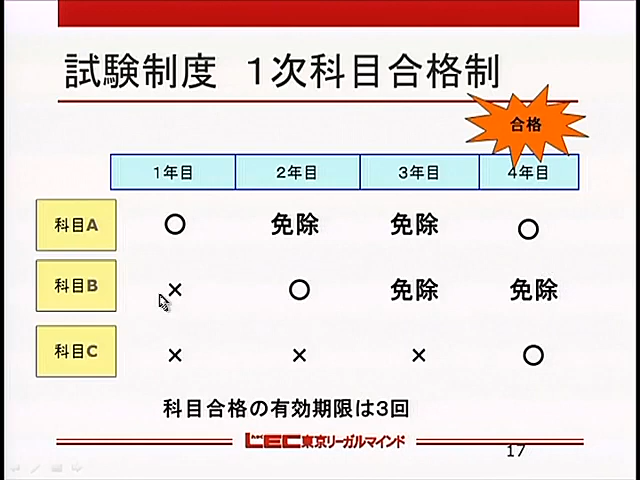 試験制度 1次科目合格制
合格
1年目 2年目 3年目 4年目
科目A ○ 免除 免除 ○
科目B × ○ 免除 免除
科目C × × × ○
科目合格の有効期限は3回
LEC東京リーガルマインド
17